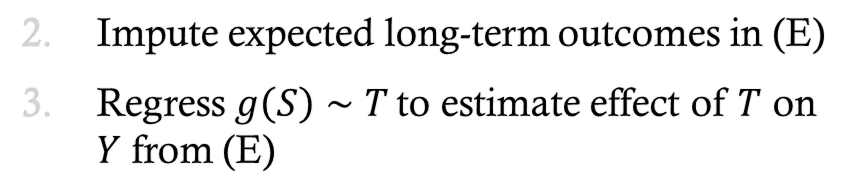 2. Impute expected long-term outcomes in (E)
3. Regress g(S) ~ T to estimate effect of T on
Y from (E)